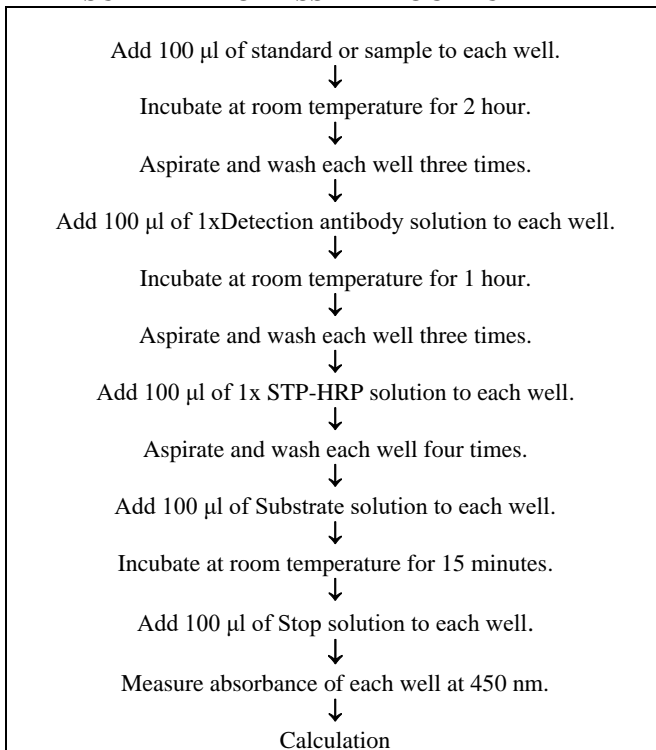 Add 100 μl of standard or sample to each well.
↓
Incubate at room temperature for 2 hour.
↓
Aspirate and wash each well three times.
↓
Add 100 μl of 1xDetection antibody solution to each well.
↓
Incubate at room temperature for 1 hour.
↓
Aspirate and wash each well three times.
↓
Add 100 μl of 1x STP-HRP solution to each well.
↓
Aspirate and wash each well four times.
↓
Add 100 μl of Substrate solution to each well.
↓
Incubate at room temperature for 15 minutes.
↓
Add 100 μl of Stop solution to each well.
↓
Measure absorbance of each well at 450 nm.
↓
Calculation